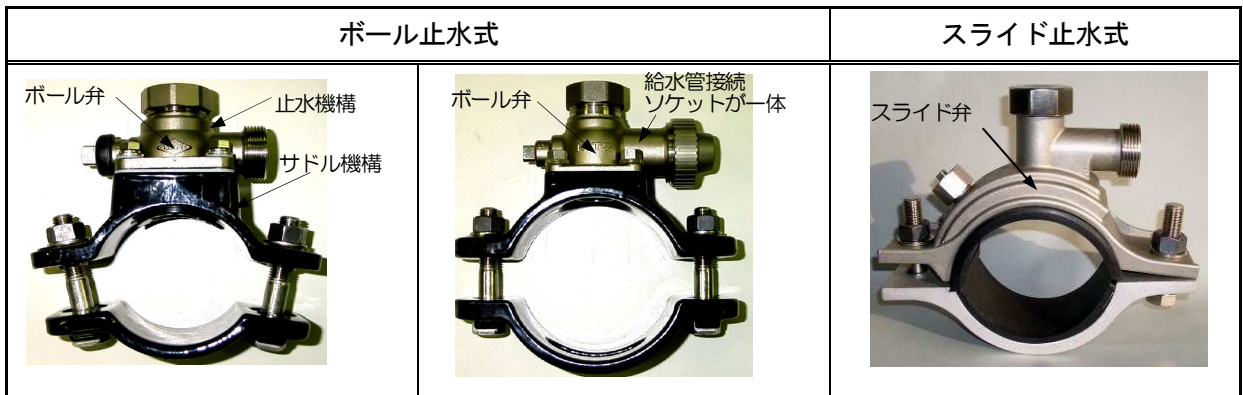 ボール止水式
スライド止水式
ボール弁
止水機構
サドル機構
ボール弁
給水管接続
ソケットが一体
スライド弁